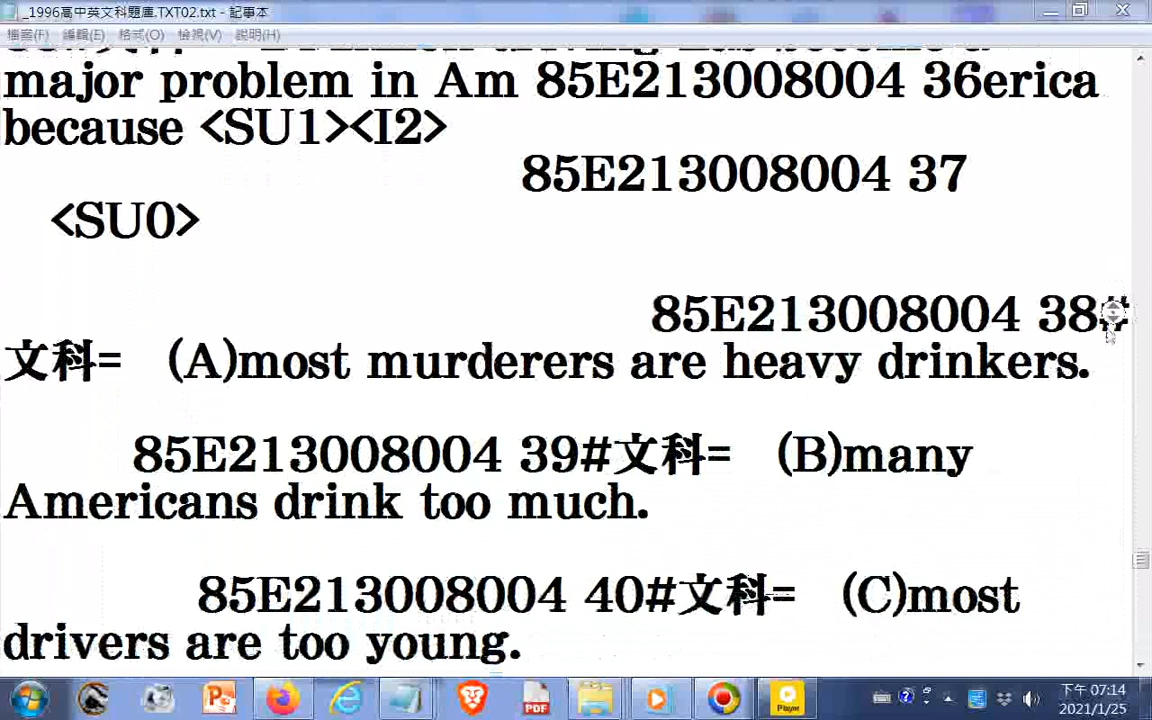 _1996高中英文科題庫.TXT02.txt - 記事本
檔案(F) 編輯(E) 格式(O) 檢視(V) 說明(H)
major problem in Am 85E213008004 36erica
because <SU1><I2>
85E213008004 37
<SU0>
85E213008004 38#
文科= (A)most murderers are heavy drinkers.
85E213008004 39#文科= (B)many
Americans drink too much.
85E213008004 40#文科= (C)most
drivers are too young.
PDF
Player
下午 07:14
2021/1/25